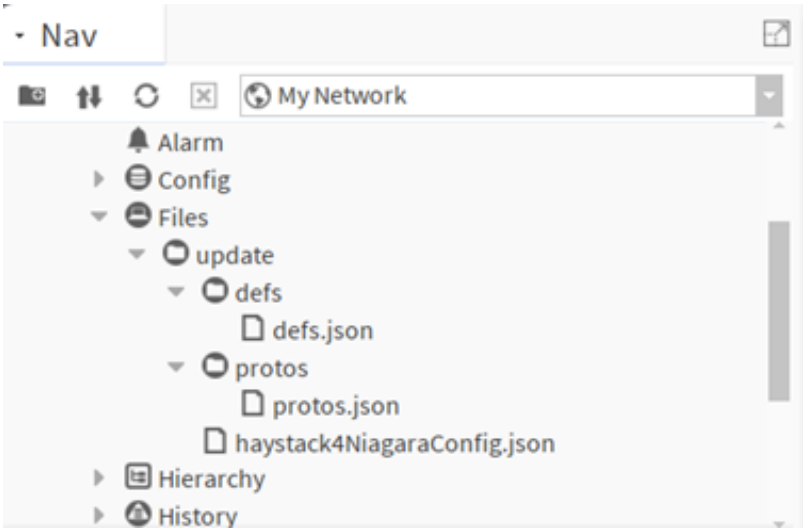 Nav
My Network
Alarm
Config
Files
update
defs
defs.json
protos
protos.json
haystack4NiagaraConfig.json
Hierarchy
History